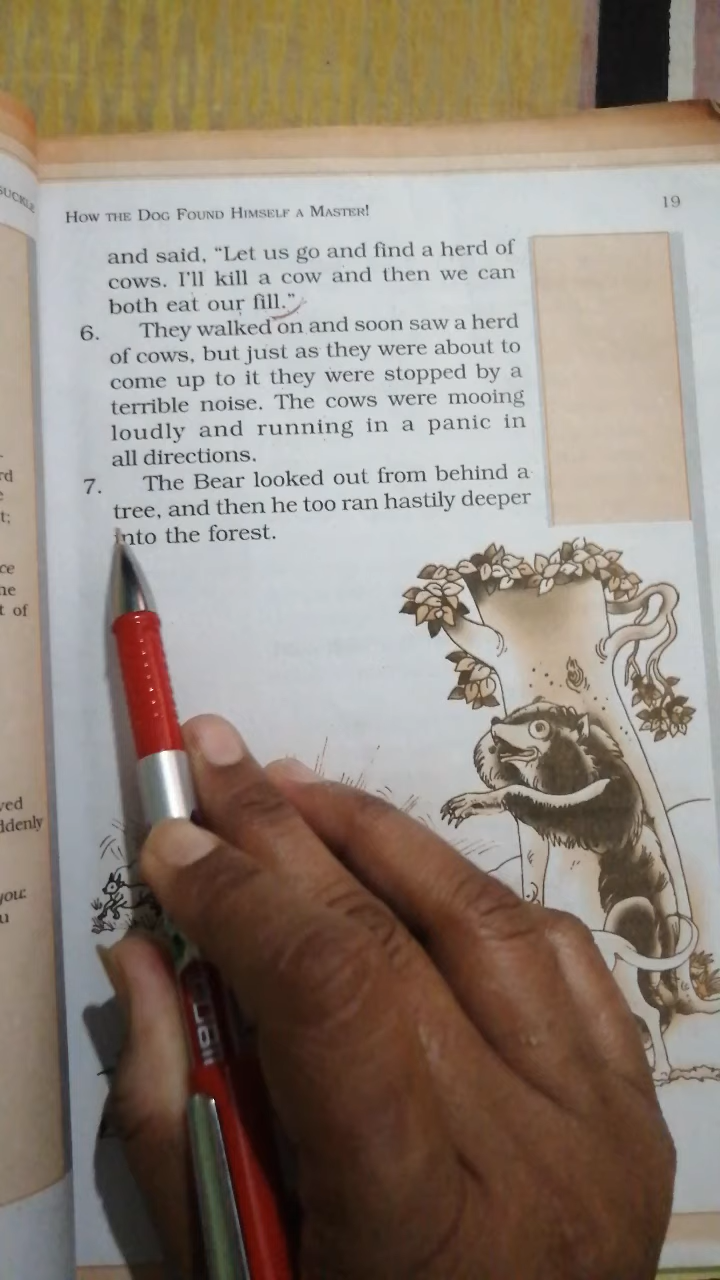 HOW THE DOG FOUND HIMSELF A MASTER!
19
and said, “Let us go and find a herd of
cows. I'll kill a cow and then we can
both eat our fill.”
6. They walked on and soon saw a herd
of cows, but just as they were about to
come up to it they were stopped by a
terrible noise. The cows were mooing
loudly and running in a panic in
all directions.
7. The Bear looked out from behind a
tree, and then he too ran hastily deeper
into the forest.